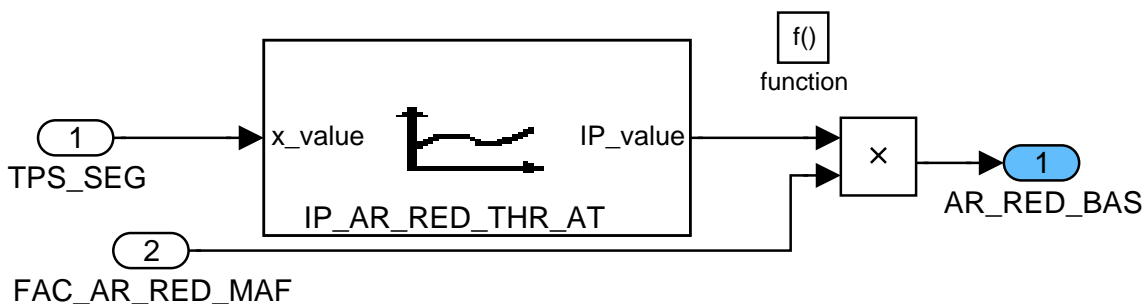 f()
function
1
TPS_SEG
x_value
IP_value
IP_AR_RED_THR_AT
×
1
AR_RED_BAS
2
FAC_AR_RED_MAF